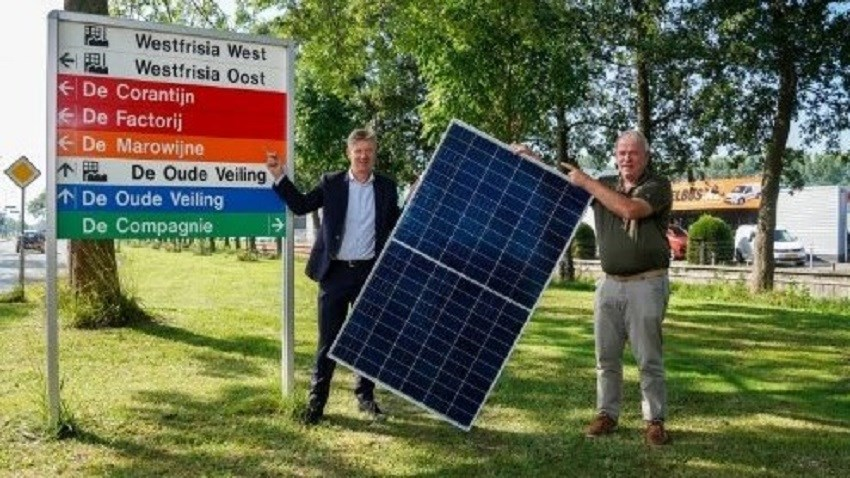 Westfrisia West
Westfrisia Oost
De Corantijn
De Factorij
De Marowijne
De Oude Veiling
De Oude Veiling
De Compagnie